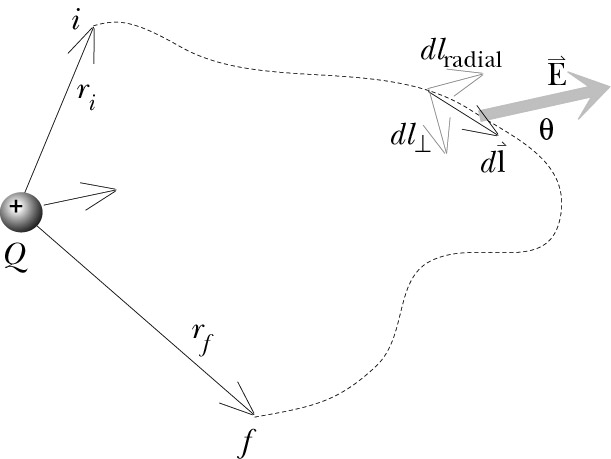 i
dl_radial
E⃗
r_i
θ
dl_⊥
dl⃗
+
Q
r_f
f